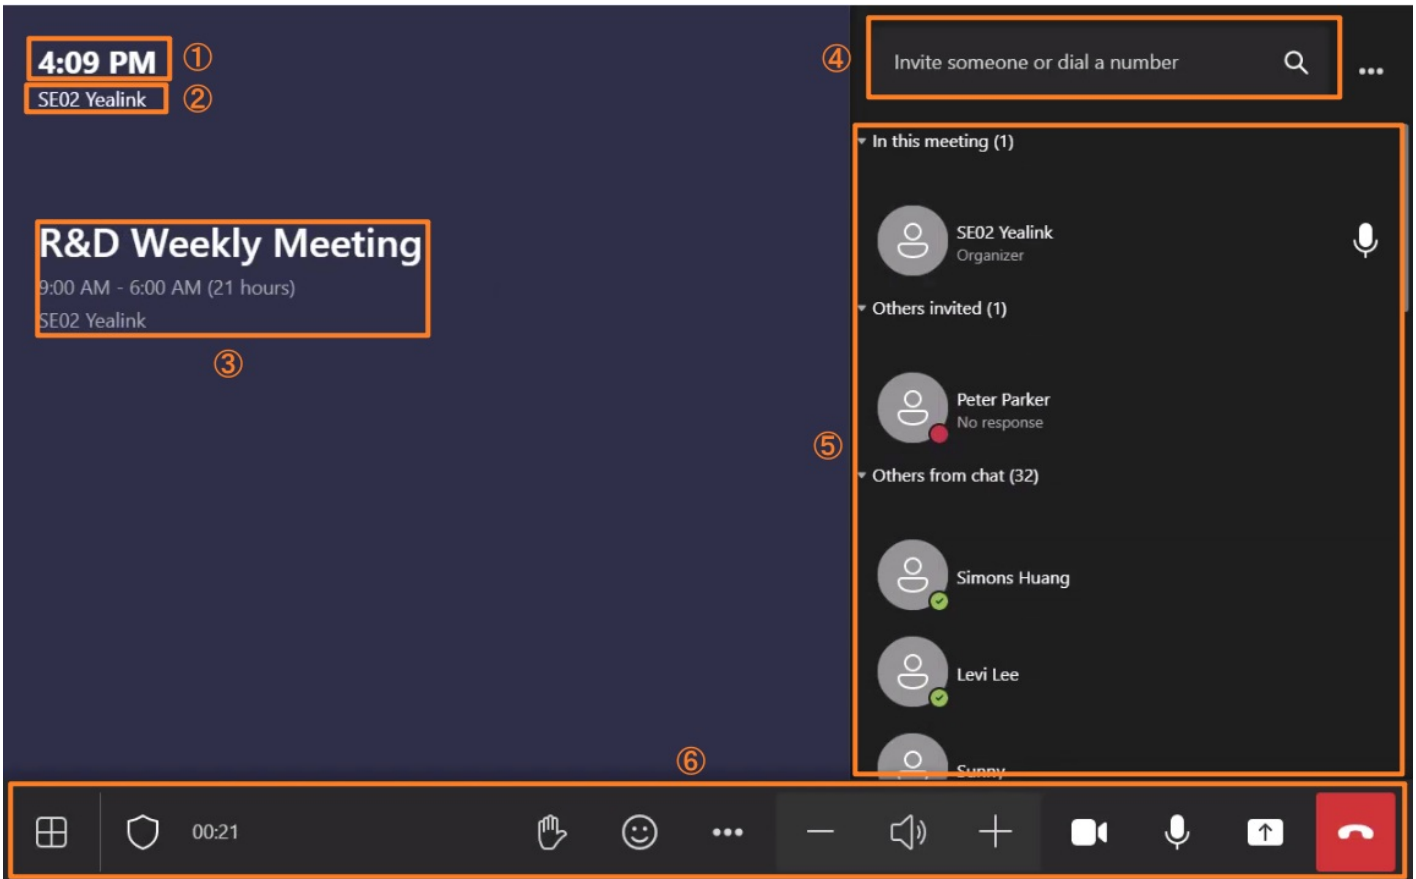 4:09 PM ①
SE02 Yealink ②
R&D Weekly Meeting
9:00 AM - 6:00 AM (21 hours)
SE02 Yealink
③
④ Invite someone or dial a number
In this meeting (1)
SE02 Yealink
Organizer
Others invited (1)
Peter Parker
No response
⑤
Others from chat (32)
Simons Huang
Levi Lee
Sunny
⑥
00:21